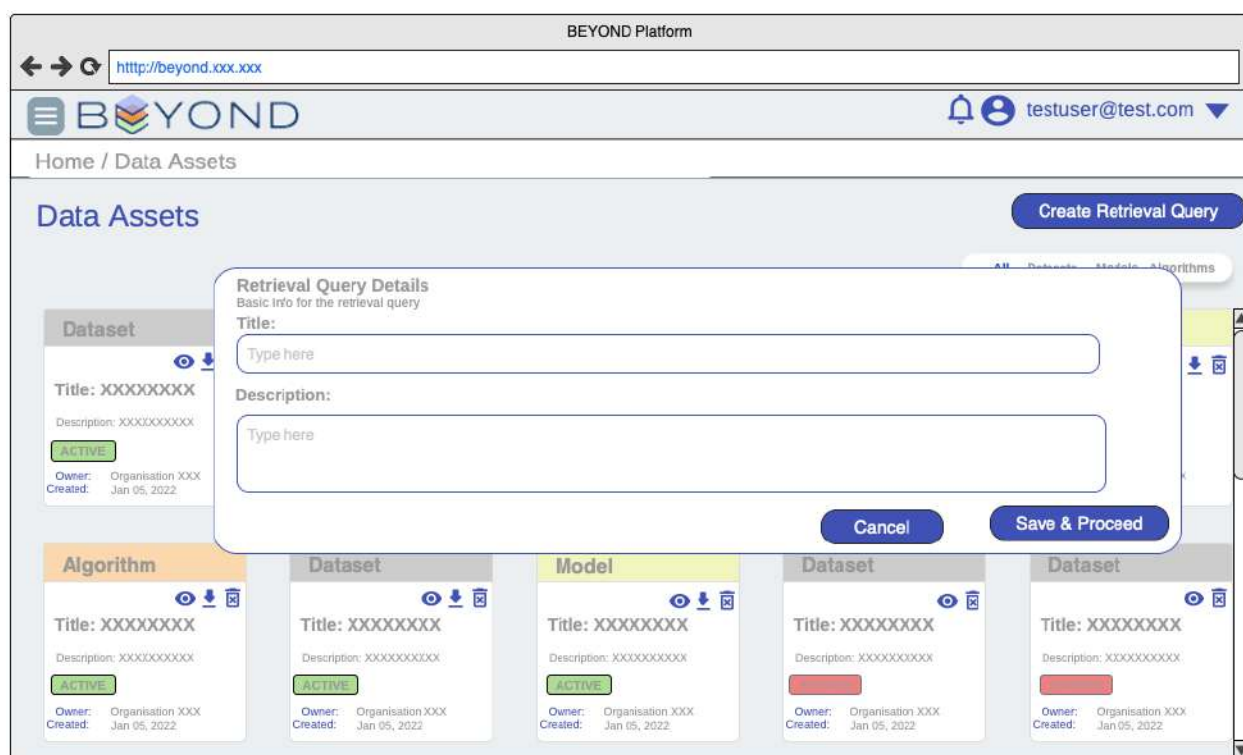 BEYOND Platform
htttp://beyond.xxx.xxx
BEYOND
testuser@test.com
Home / Data Assets
Data Assets
Create Retrieval Query
All Datasets Models Algorithms
Retrieval Query Details
Basic info for the retrieval query
Title:
Type here
Description:
Type here
Cancel
Save & Proceed
Dataset
Title: XXXXXXXX
Description: XXXXXXXXXX
ACTIVE
Owner: Organisation XXX
Created: Jan 05, 2022
X
Algorithm
Title: XXXXXXXX
Description: XXXXXXXXXX
ACTIVE
Owner: Organisation XXX
Created: Jan 05, 2022
Dataset
Title: XXXXXXXX
Description: XXXXXXXXXX
ACTIVE
Owner: Organisation XXX
Created: Jan 05, 2022
Model
Title: XXXXXXXX
Description: XXXXXXXXXX
ACTIVE
Owner: Organisation XXX
Created: Jan 05, 2022
Dataset
Title: XXXXXXXX
Description: XXXXXXXXXX
Owner: Organisation XXX
Created: Jan 05, 2022
Dataset
Title: XXXXXXXX
Description: XXXXXXXXXX
Owner: Organisation XXX
Created: Jan 05, 2022